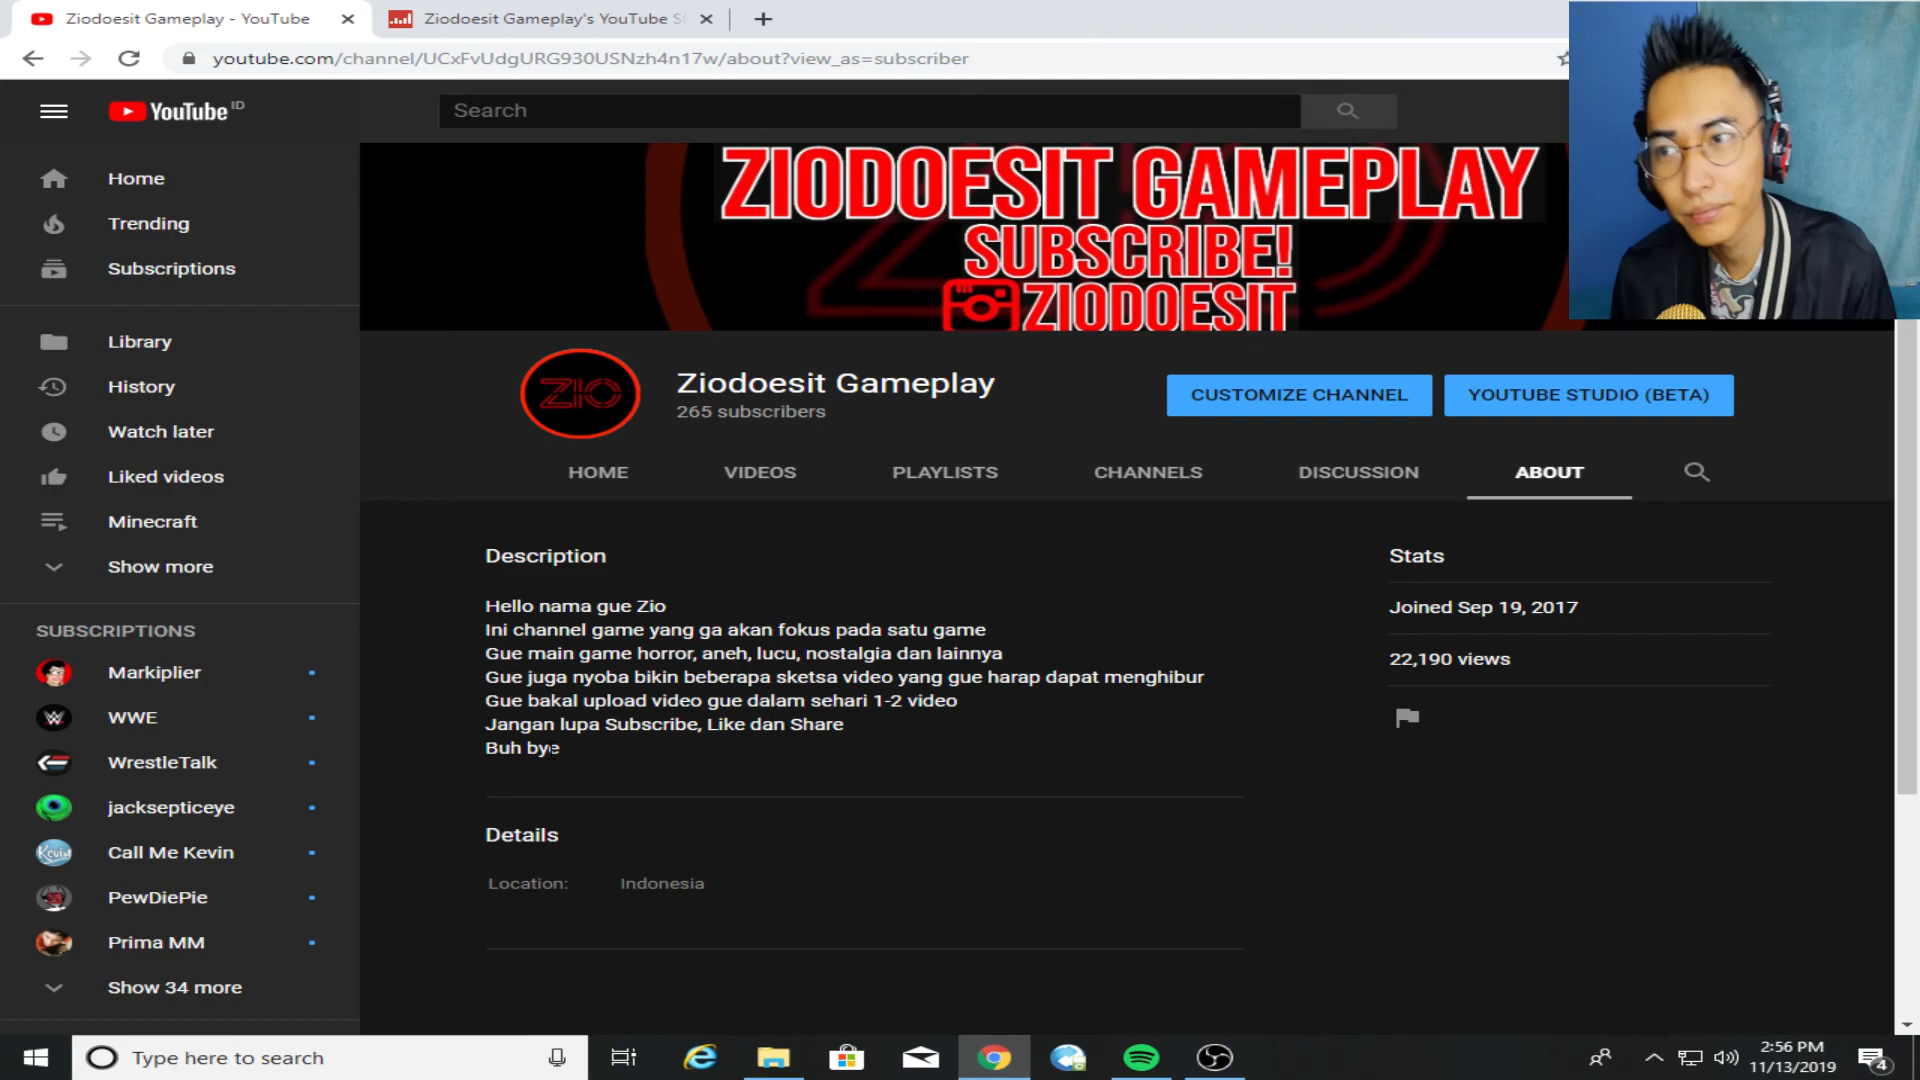 Ziodoesit Gameplay - YouTube
Ziodoesit Gameplay's YouTube S
youtube.com/channel/UCxFvUdgURG930USNzh4n17w/about?view_as=subscriber
YouTube ID
Search
Home
Trending
Subscriptions
Library
History
Watch later
Liked videos
Minecraft
Show more
SUBSCRIPTIONS
Markiplier
WWE
WrestleTalk
jacksepticeye
Call Me Kevin
PewDiePie
Prima MM
Show 34 more
ZIODOESIT GAMEPLAY
SUBSCRIBE!
ZIODOESIT
ZIO
Ziodoesit Gameplay
265 subscribers
CUSTOMIZE CHANNEL
YOUTUBE STUDIO (BETA)
HOME
VIDEOS
PLAYLISTS
CHANNELS
DISCUSSION
ABOUT
Description
Hello nama gue Zio
Ini channel game yang ga akan fokus pada satu game
Gue main game horror, aneh, lucu, nostalgia dan lainnya
Gue juga nyoba bikin beberapa sketsa video yang gue harap dapat menghibur
Gue bakal upload video gue dalam sehari 1-2 video
Jangan lupa Subscribe, Like dan Share
Buh bye
Details
Location: Indonesia
Stats
Joined Sep 19, 2017
22,190 views
Type here to search
2:56 PM
11/13/2019
4